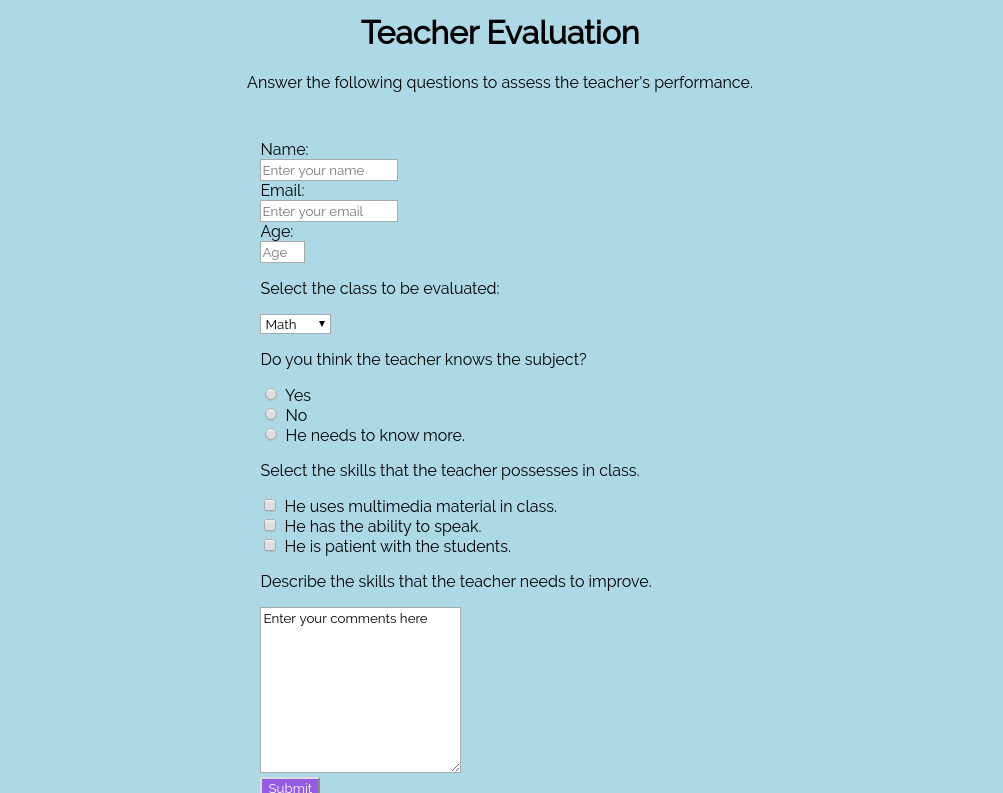 Teacher Evaluation
Answer the following questions to assess the teacher's performance.
Name:
Enter your name
Email:
Enter your email
Age:
Age
Select the class to be evaluated:
Math
Do you think the teacher knows the subject?
Yes
No
He needs to know more.
Select the skills that the teacher possesses in class.
He uses multimedia material in class.
He has the ability to speak.
He is patient with the students.
Describe the skills that the teacher needs to improve.
Enter your comments here
Submit